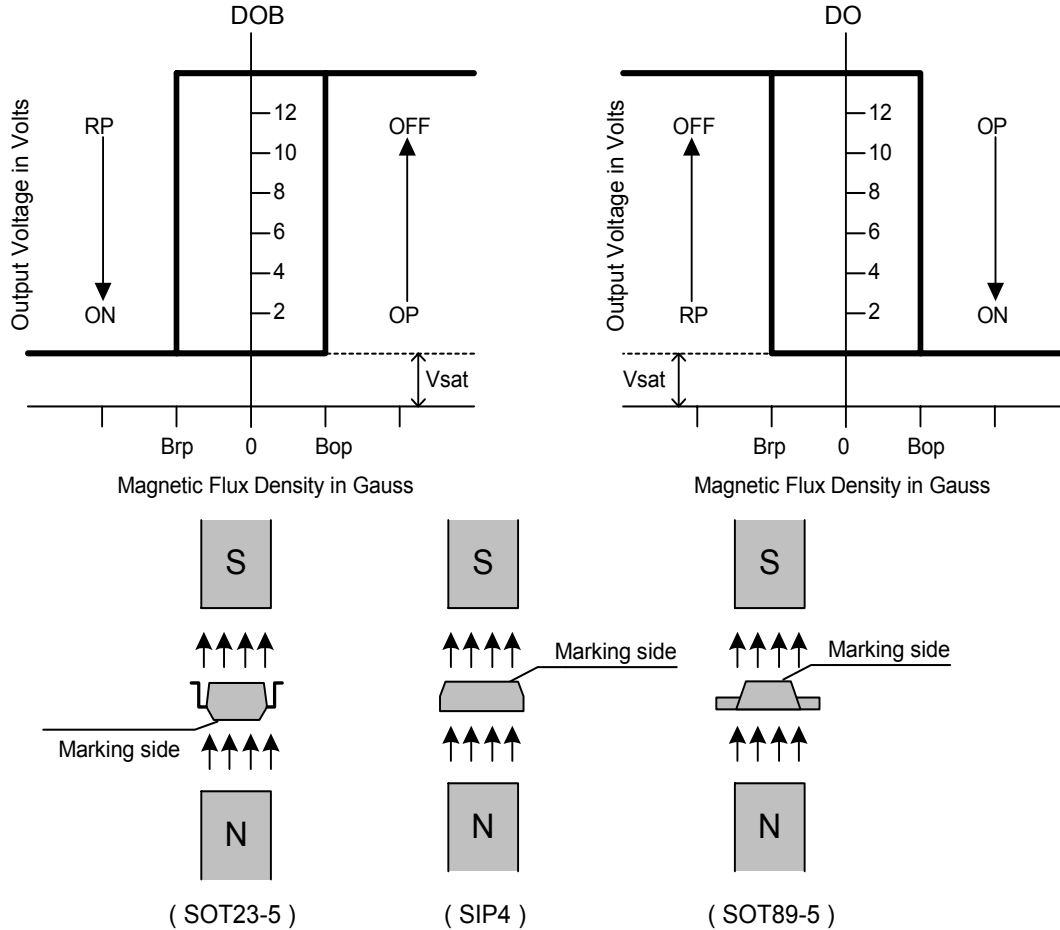 DOB
Output Voltage in Volts
12
10
8
6
4
2
RP
ON
OFF
OP
Vsat
Brp 0 Bop
Magnetic Flux Density in Gauss
DO
Output Voltage in Volts
12
10
8
6
4
2
OFF
RP
OP
ON
Vsat
Brp 0 Bop
Magnetic Flux Density in Gauss
S
Marking side
N
( SOT23-5 )
S
Marking side
N
( SIP4 )
S
Marking side
N
( SOT89-5 )